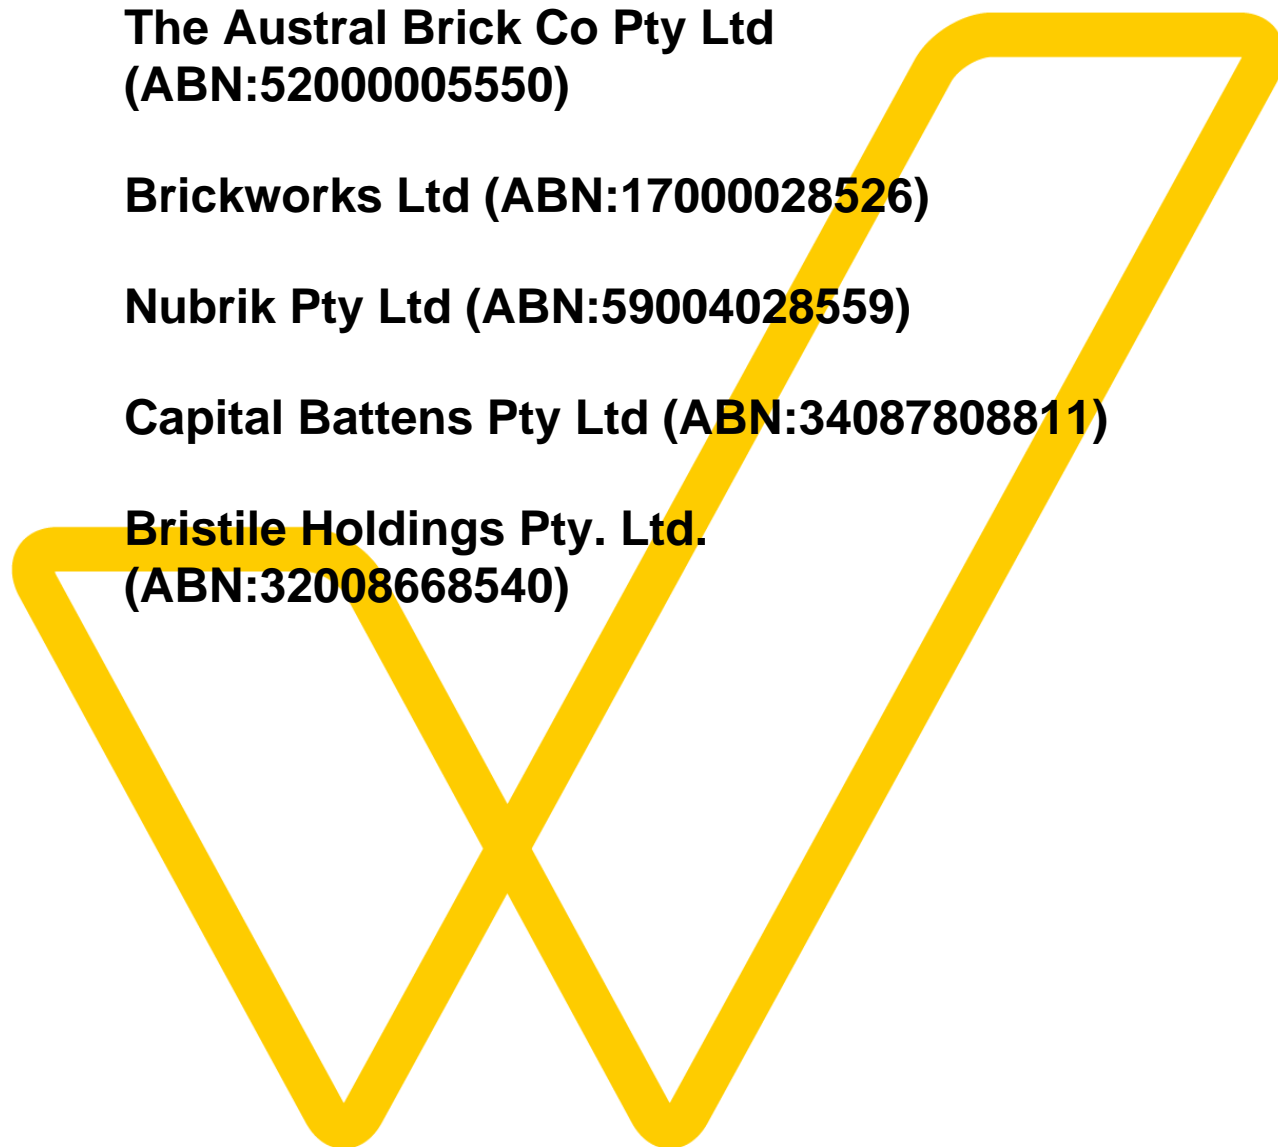 The Austral Brick Co Pty Ltd
(ABN:52000005550)
Brickworks Ltd (ABN:17000028526)
Nubrik Pty Ltd (ABN:59004028559)
Capital Battens Pty Ltd (ABN:34087808811)
Bristile Holdings Pty. Ltd.
(ABN:32008668540)